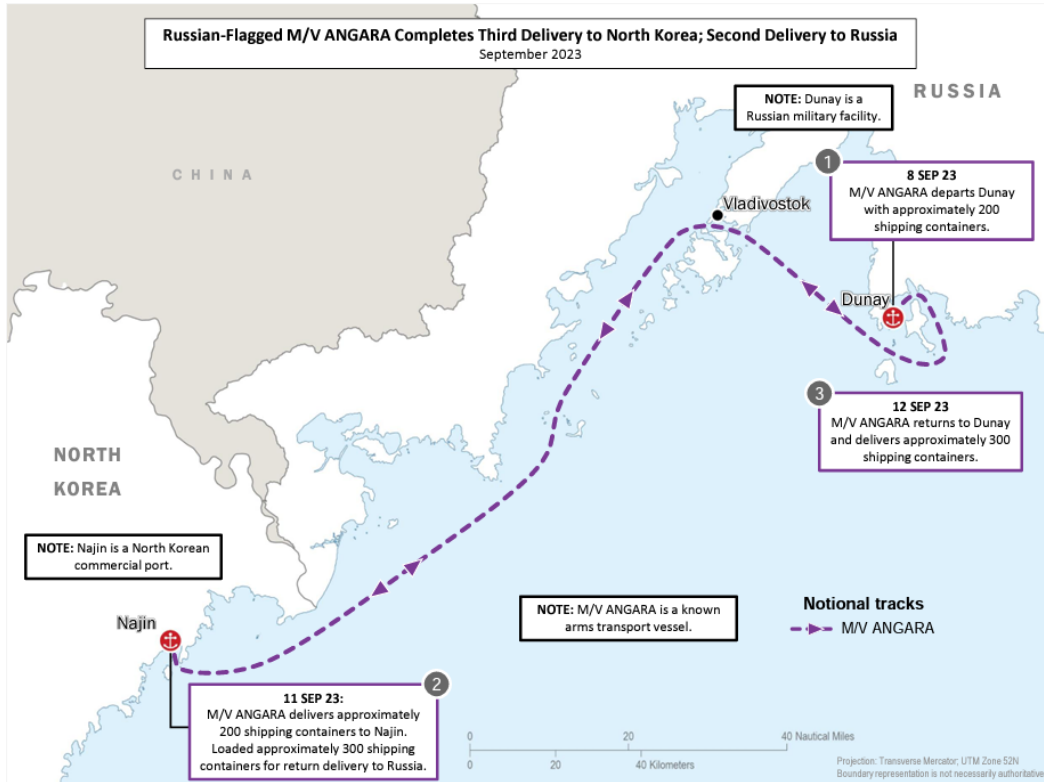 Russian-Flagged M/V ANGARA Completes Third Delivery to North Korea; Second Delivery to Russia
September 2023
NOTE: Dunay is a
Russian military facility.
RUSSIA
CHINA
1
8 SEP 23
M/V ANGARA departs Dunay
with approximately 200
shipping containers.
Vladivostok
Dunay
3
12 SEP 23
M/V ANGARA returns to Dunay
and delivers approximately 300
shipping containers.
NORTH
KOREA
NOTE: Najin is a North Korean
commercial port.
Najin
NOTE: M/V ANGARA is a known
arms transport vessel.
Notional tracks
M/V ANGARA
2
11 SEP 23:
M/V ANGARA delivers approximately
200 shipping containers to Najin.
Loaded approximately 300 shipping
containers for return delivery to Russia.
0 20 40 Nautical Miles
0 20 40 Kilometers
Projection: Transverse Mercator; UTM Zone 52N
Boundary representation is not necessarily authoritative